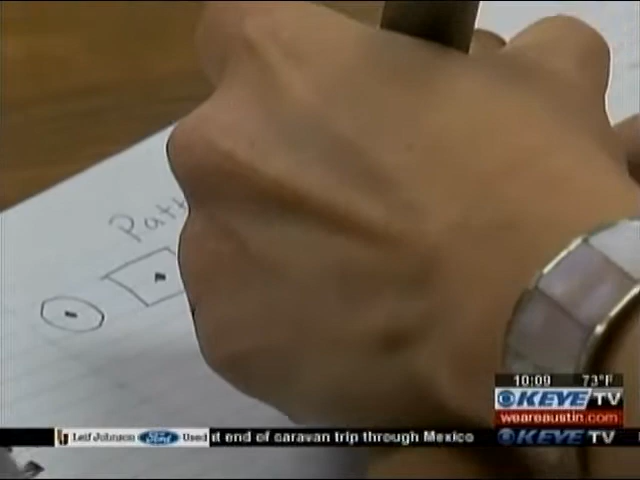 Patt
10:09 73°F
KEYE TV
weareaustin.com
Leif Johnson Ford Used t end of caravan trip through Mexico KEYE TV